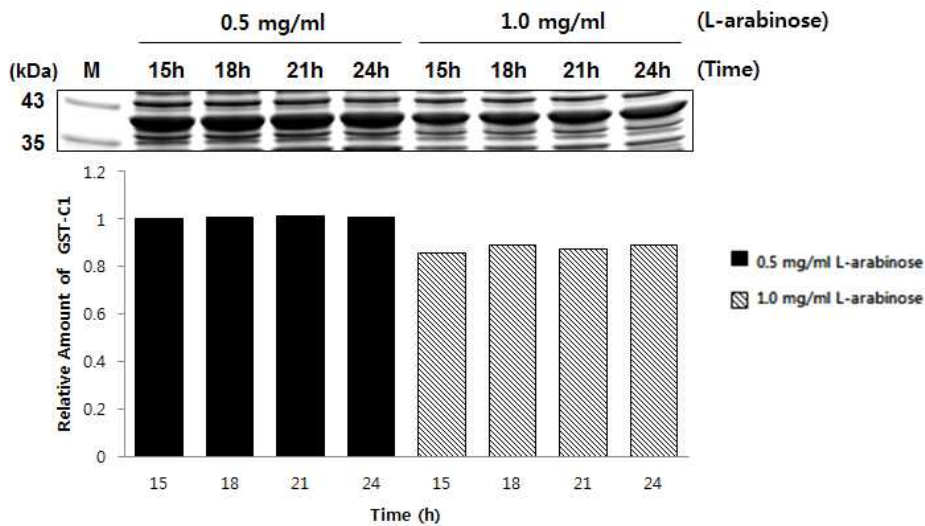 0.5 mg/ml 1.0 mg/ml (L-arabinose)
(kDa) M 15h 18h 21h 24h 15h 18h 21h 24h (Time)
43
35
1.2
1
0.8
0.6
0.4
0.2
0
Relative Amount of GST-C1
15 18 21 24 15 18 21 24
Time (h)
0.5 mg/ml L-arabinose
1.0 mg/ml L-arabinose